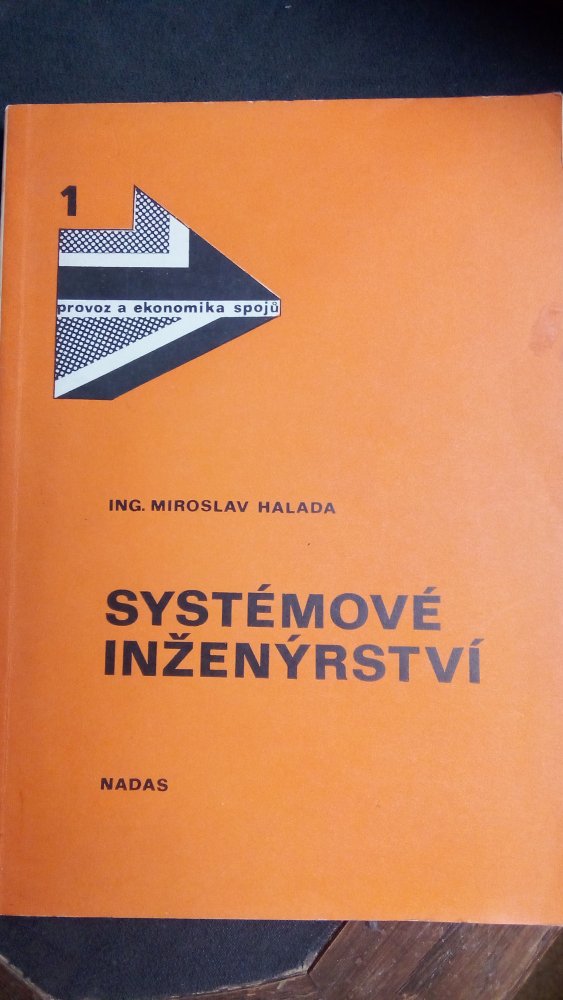 1
provoz a ekonomika spojů
ING. MIROSLAV HALADA
SYSTÉMOVÉ
INŽENÝRSTVÍ
NADAS